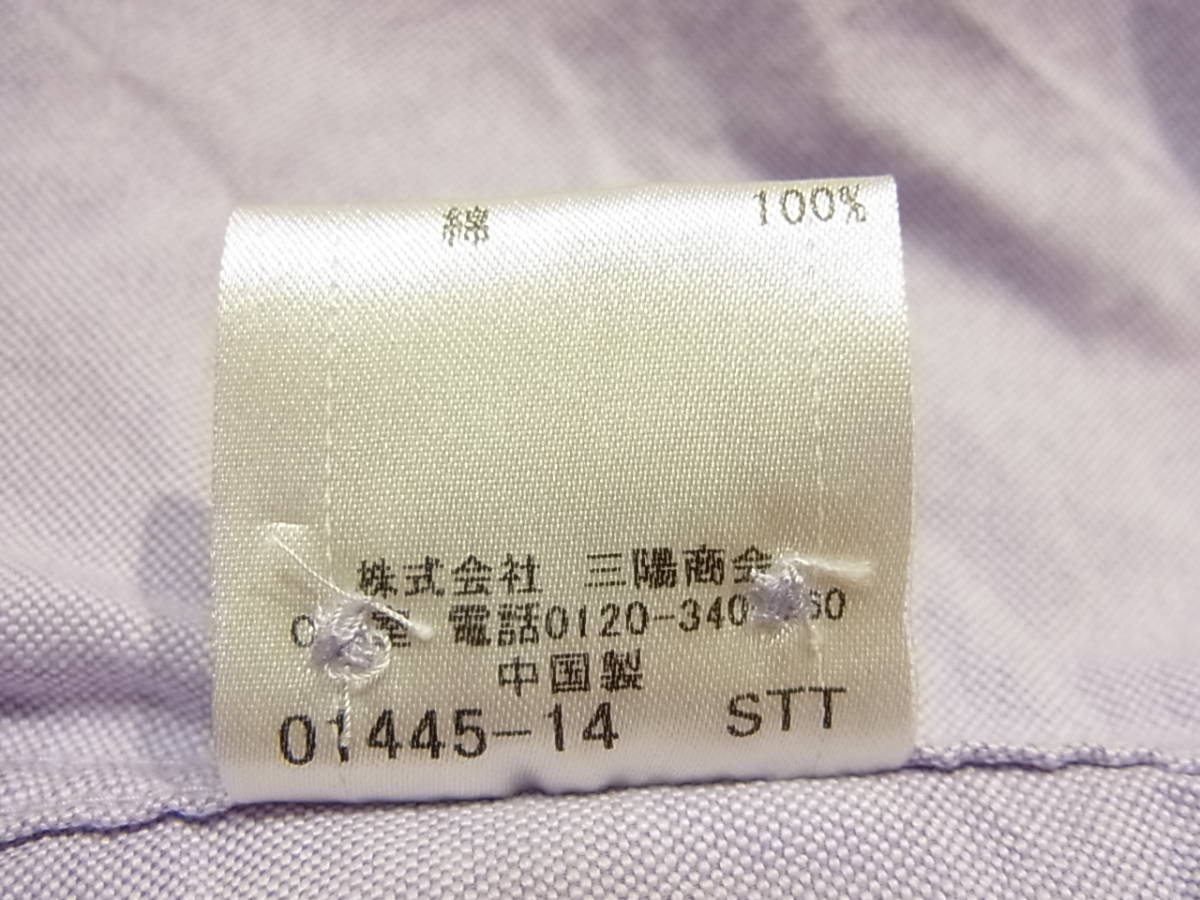 綿 100%
株式会社 三陽商会
電話0120-340
中国製
01445-14 STT